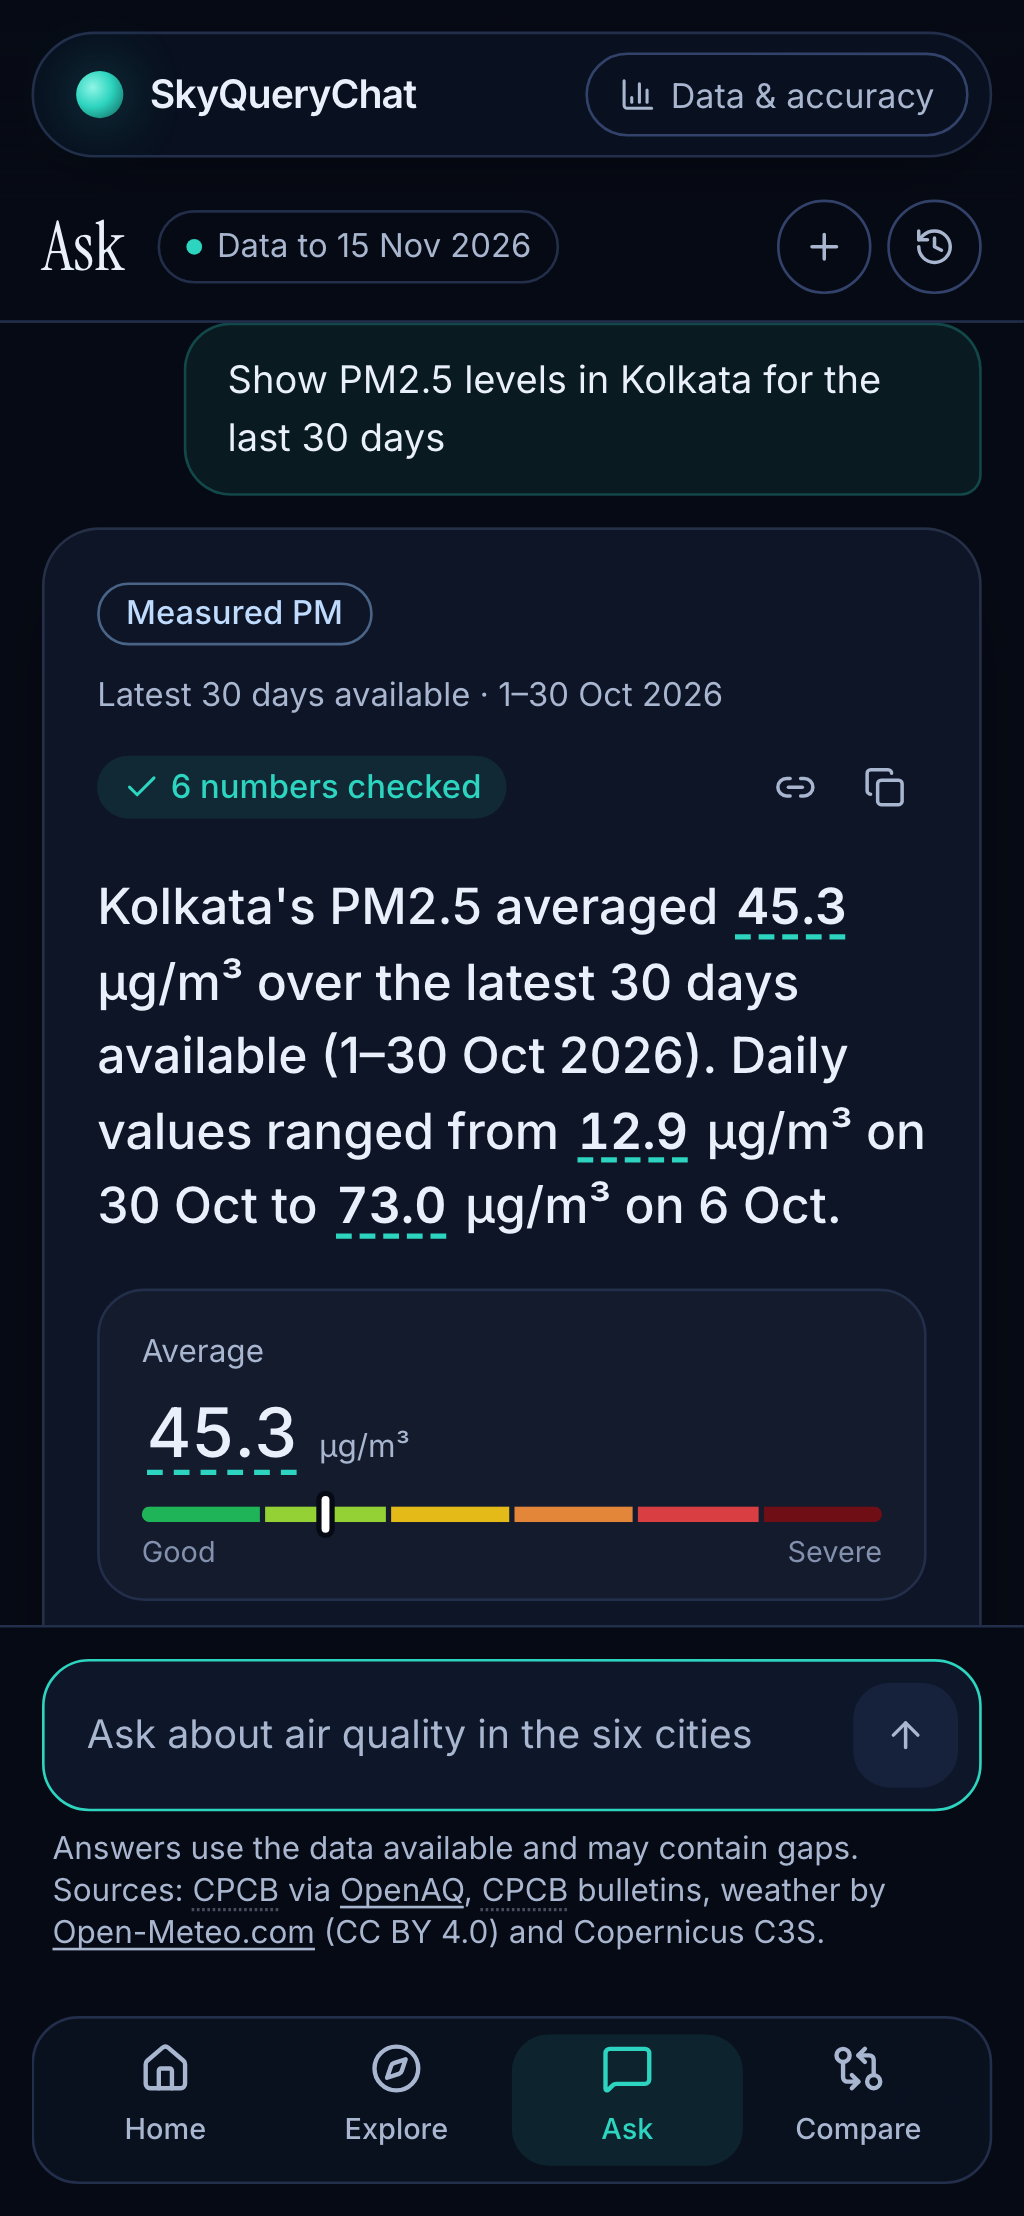 SkyQueryChat
Data & accuracy
Ask
Data to 15 Nov 2026
Show PM2.5 levels in Kolkata for the
last 30 days
Measured PM
Latest 30 days available · 1–30 Oct 2026
6 numbers checked
Kolkata's PM2.5 averaged 45.3
µg/m³ over the latest 30 days
available (1–30 Oct 2026). Daily
values ranged from 12.9 µg/m³ on
30 Oct to 73.0 µg/m³ on 6 Oct.
Average
45.3 µg/m³
Good
Severe
Ask about air quality in the six cities
Answers use the data available and may contain gaps.
Sources: CPCB via OpenAQ, CPCB bulletins, weather by
Open-Meteo.com (CC BY 4.0) and Copernicus C3S.
Home
Explore
Ask
Compare